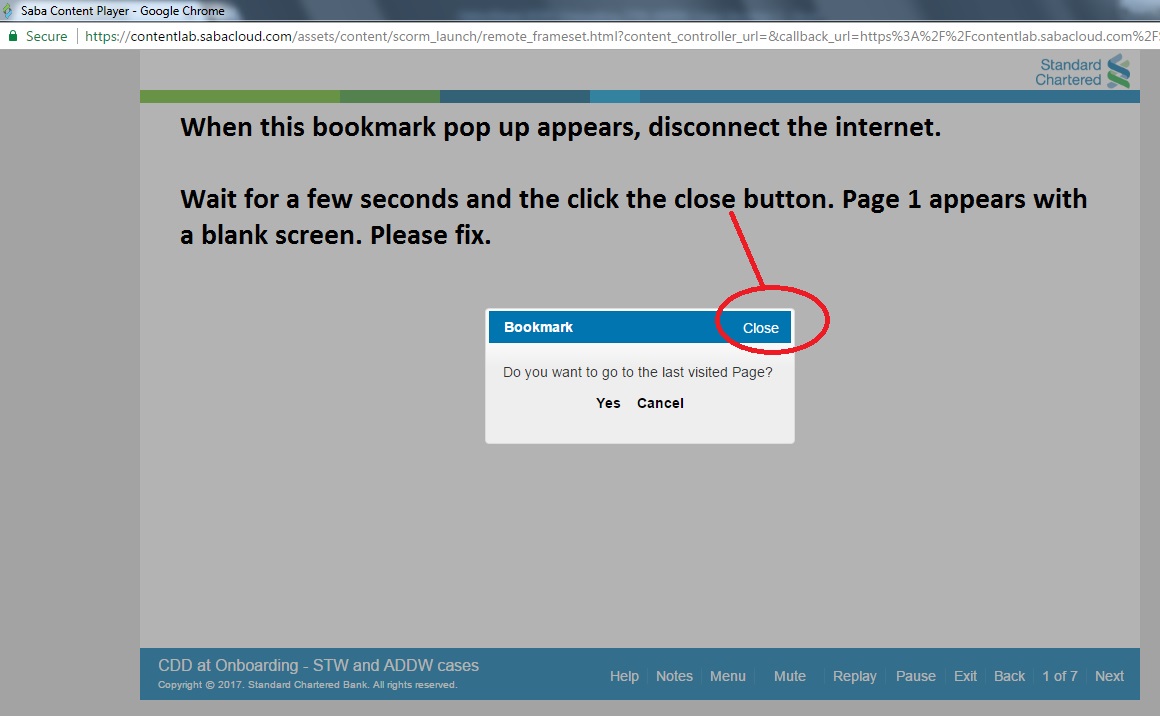 Saba Content Player - Google Chrome
Secure https://contentlab.sabacloud.com/assets/content/scorm_launch/remote_frameset.html?content_controller_url=&callback_url=https%3A%2F%2Fcontentlab.sabacloud.com%2F
Standard
Chartered
When this bookmark pop up appears, disconnect the internet.
Wait for a few seconds and the click the close button. Page 1 appears with
a blank screen. Please fix.
Bookmark Close
Do you want to go to the last visited Page?
Yes Cancel
CDD at Onboarding - STW and ADDW cases
Copyright © 2017. Standard Chartered Bank. All rights reserved.
Help Notes Menu Mute Replay Pause Exit Back 1 of 7 Next